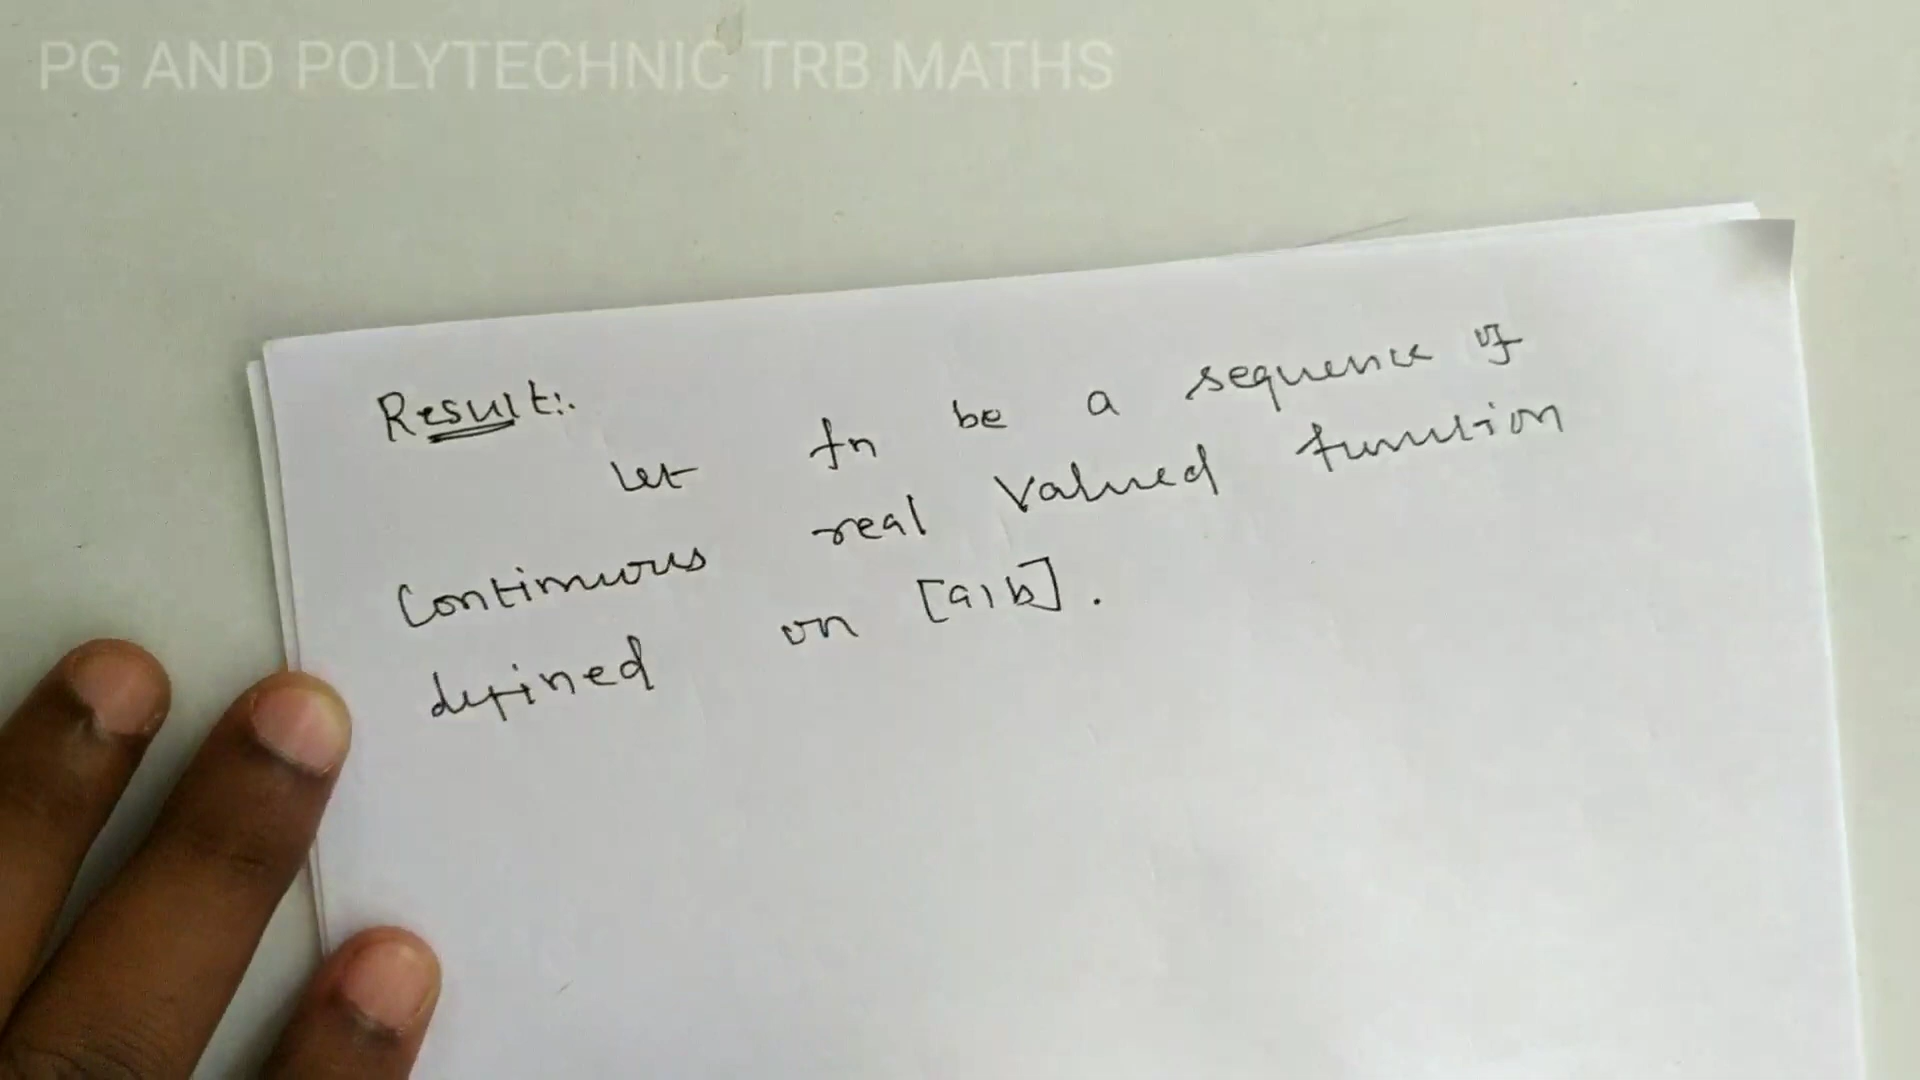 PG AND POLYTECHNIC TRB MATHS
Result:.
Let fn be a sequence of
Continuous real valued function
defined on [a,b].